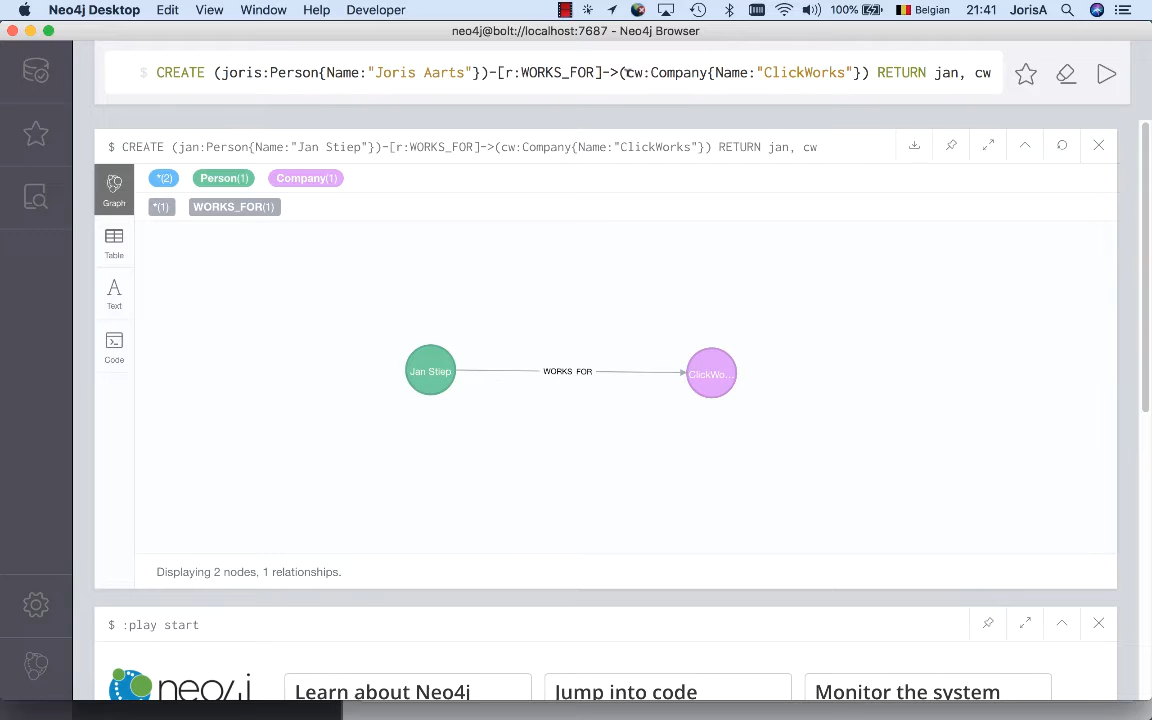 Neo4j Desktop Edit View Window Help Developer 100% Belgian 21:41 JorisA
neo4j@bolt://localhost:7687 - Neo4j Browser
$ CREATE (joris:Person{Name:"Joris Aarts"})-[r:WORKS_FOR]->(cw:Company{Name:"ClickWorks"}) RETURN jan, cw
$ CREATE (jan:Person{Name:"Jan Stiep"})-[r:WORKS_FOR]->(cw:Company{Name:"ClickWorks"}) RETURN jan, cw
*(2) Person(1) Company(1)
*(1) WORKS_FOR(1)
Graph
Table
Text
Code
Jan Stiep WORKS_FOR ClickWo...
Displaying 2 nodes, 1 relationships.
$ :play start
neo4j
Learn about Neo4j Jump into code Monitor the system